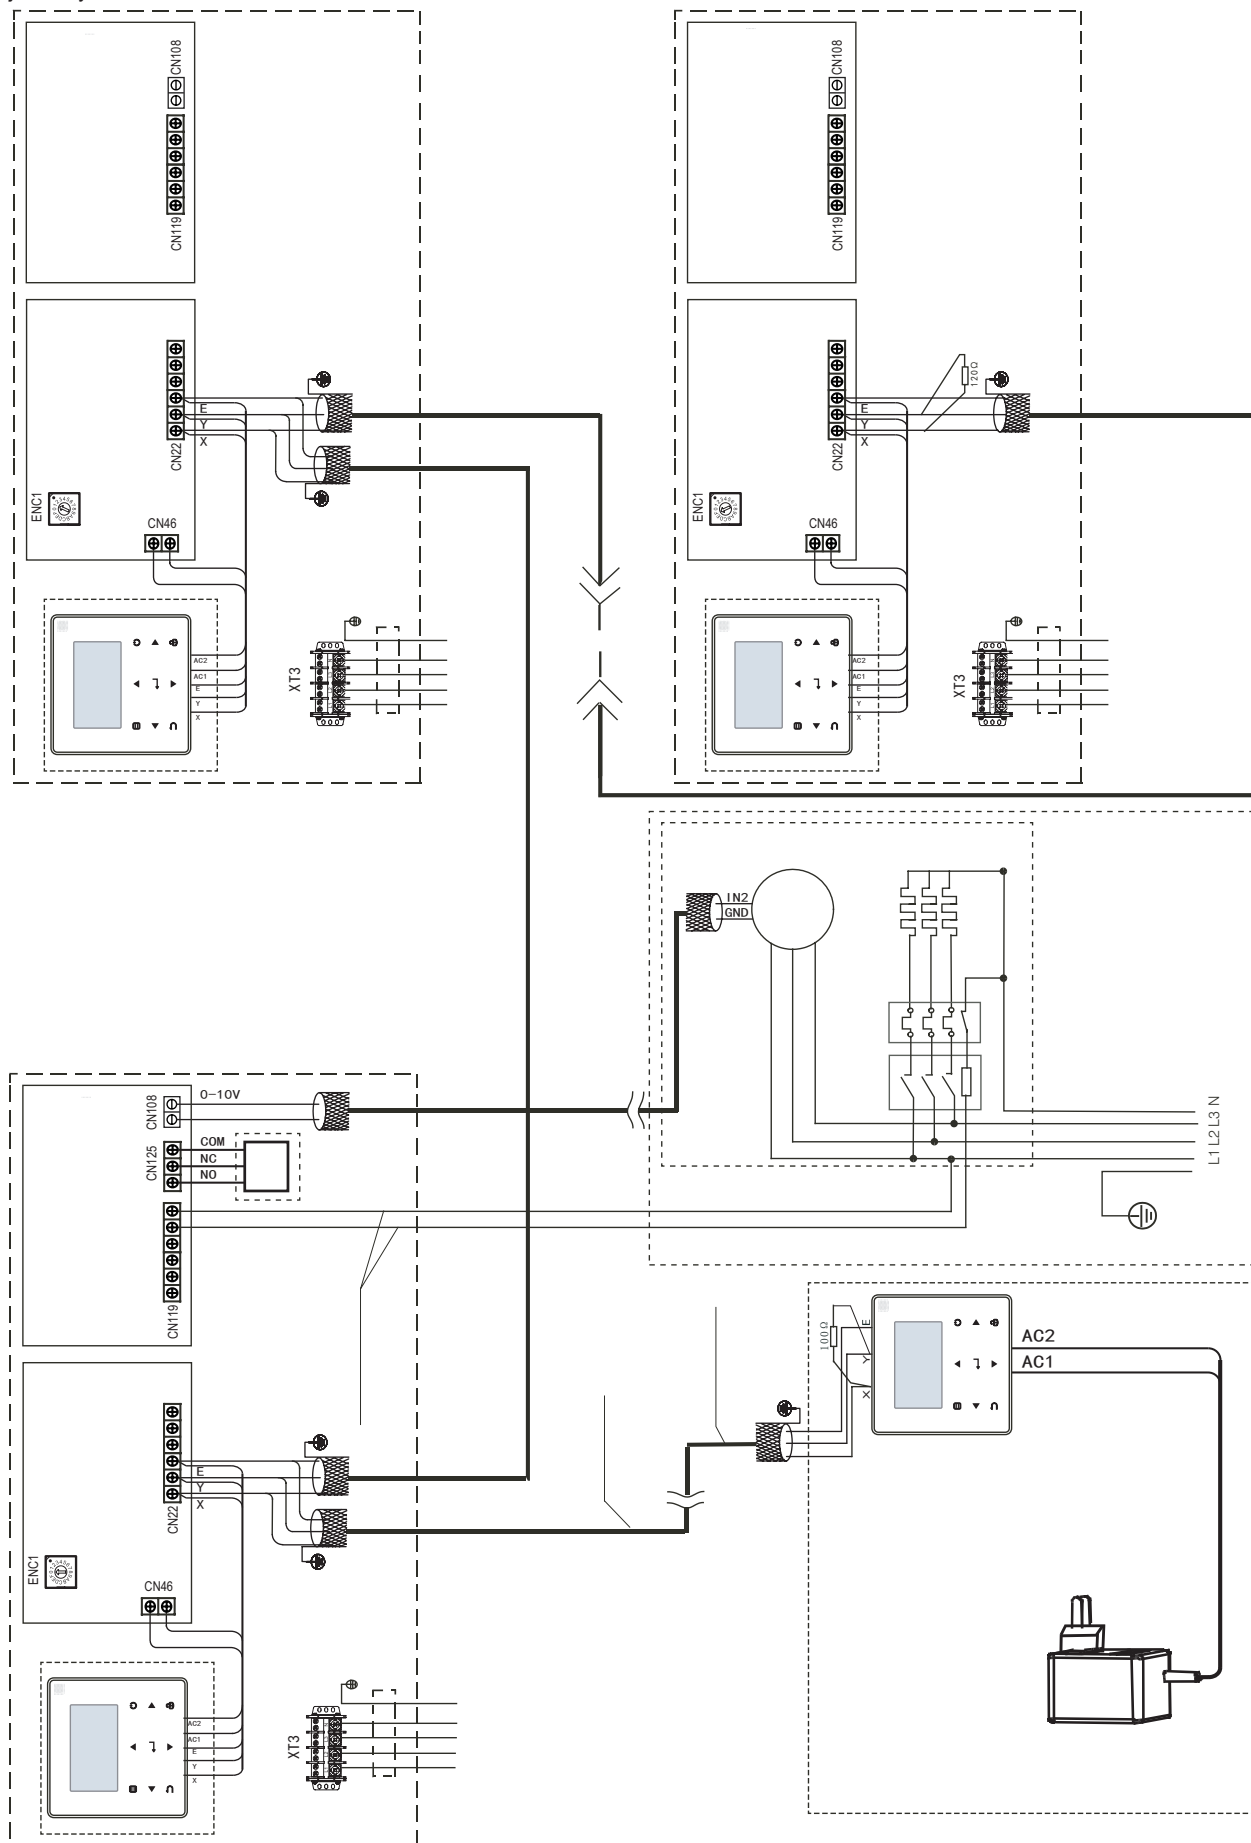 CN108
CN119
E
Y
X
CN22
ENC1
CN46
AC2
AC1
E
Y
X
XT3
CN108
CN119
120Ω
E
Y
X
CN22
ENC1
CN46
AC2
AC1
E
Y
X
XT3
IN2
GND
L1 L2 L3 N
CN108
0-10V
CN125
COM
NC
NO
CN119
E
Y
X
CN22
ENC1
CN46
AC2
AC1
E
Y
X
XT3
100Ω
E
Y
X
AC2
AC1